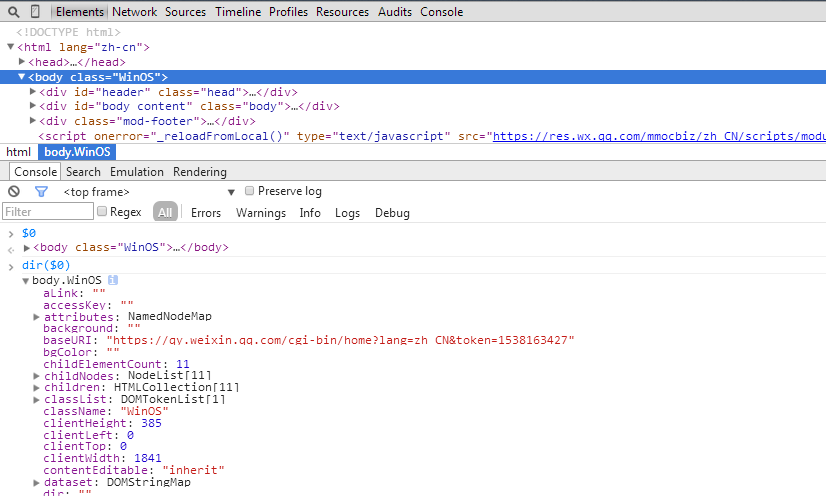 Elements Network Sources Timeline Profiles Resources Audits Console
<!DOCTYPE html>
<html lang="zh-cn">
<head>…</head>
<body class="WinOS">
<div id="header" class="head">…</div>
<div id="body content" class="body">…</div>
<div class="mod-footer">…</div>
<script onerror="_reloadFromLocal()" type="text/javascript" src="https://res.wx.qq.com/mmocbiz/zh CN/scripts/modu
html body.WinOS
Console Search Emulation Rendering
<top frame> Preserve log
Filter Regex All Errors Warnings Info Logs Debug
$0
<body class="WinOS">…</body>
dir($0)
body.WinOS i
aLink: ""
accessKey: ""
attributes: NamedNodeMap
background: ""
baseURI: "https://qy.weixin.qq.com/cgi-bin/home?lang=zh CN&token=1538163427"
bgColor: ""
childElementCount: 11
childNodes: NodeList[11]
children: HTMLCollection[11]
classList: DOMTokenList[1]
className: "WinOS"
clientHeight: 385
clientLeft: 0
clientTop: 0
clientWidth: 1841
contentEditable: "inherit"
dataset: DOMStringMap
dir: ""